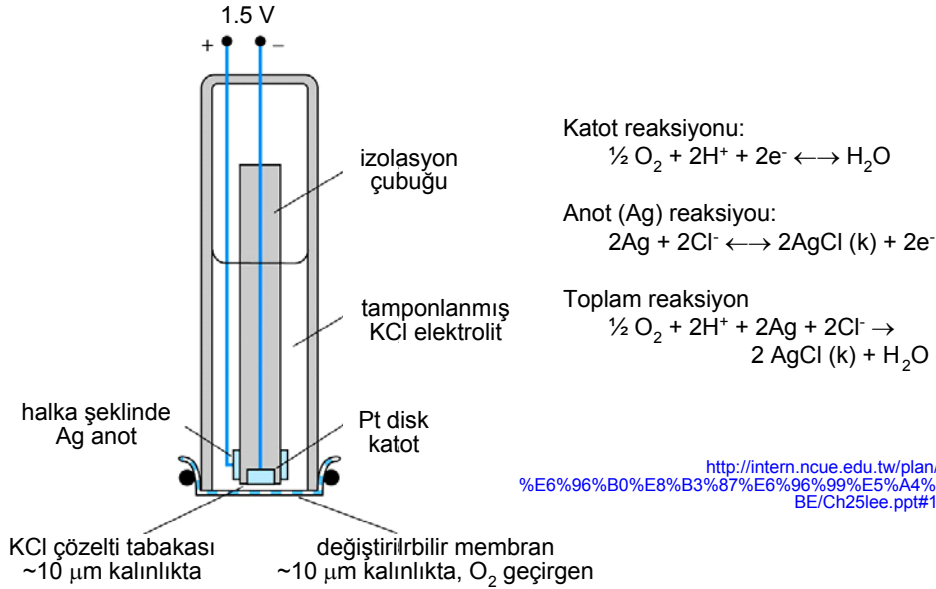 1.5 V
+ −
izolasyon
çubuğu
tamponlanmış
KCl elektrolit
halka şeklinde
Ag anot
Pt disk
katot
KCl çözelti tabakası
~10 μm kalınlıkta
değiştirilrbilir membran
~10 μm kalınlıkta, O₂ geçirgen
Katot reaksiyonu:
½ O₂ + 2H⁺ + 2e⁻ ←→ H₂O
Anot (Ag) reaksiyou:
2Ag + 2Cl⁻ ←→ 2AgCl (k) + 2e⁻
Toplam reaksiyon
½ O₂ + 2H⁺ + 2Ag + 2Cl⁻ →
2 AgCl (k) + H₂O
http://intern.ncue.edu.tw/plan/
%E6%96%B0%E8%B3%87%E6%96%99%E5%A4%
BE/Ch25lee.ppt#1